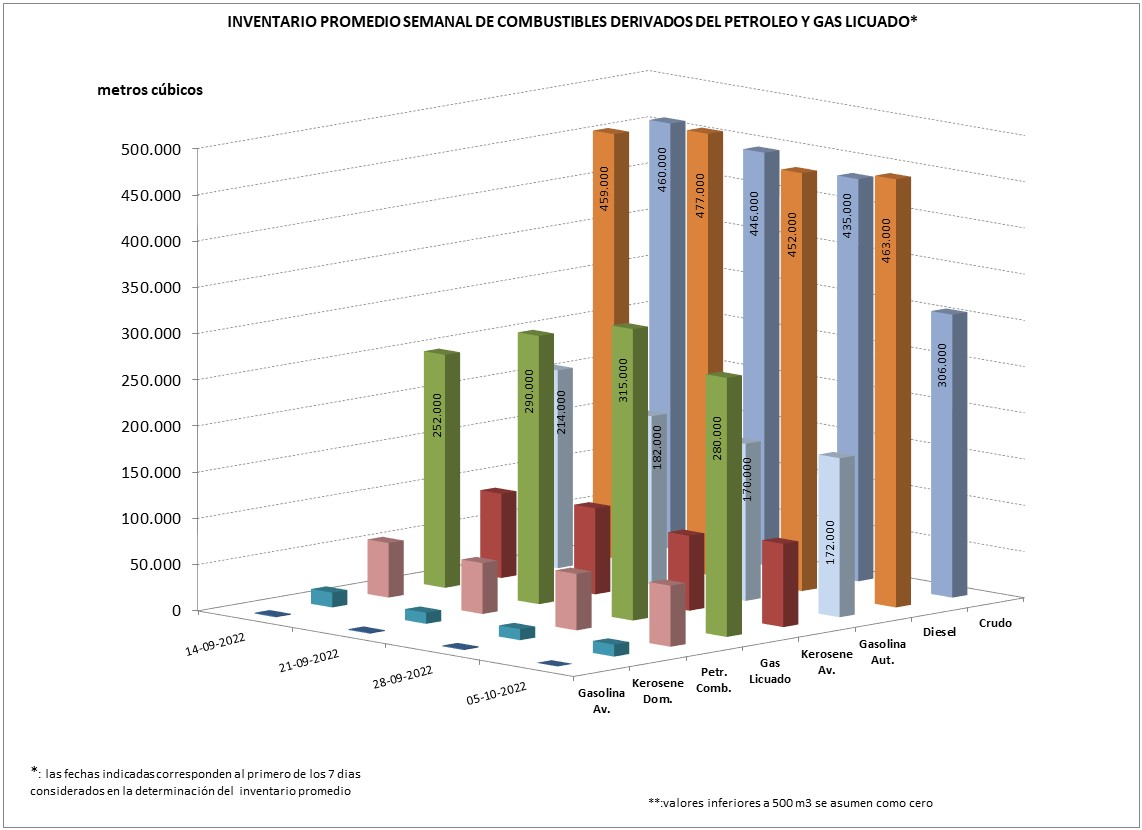 INVENTARIO PROMEDIO SEMANAL DE COMBUSTIBLES DERIVADOS DEL PETROLEO Y GAS LICUADO*
metros cúbicos
500.000
450.000
400.000
350.000
300.000
250.000
200.000
150.000
100.000
50.000
0
459.000
460.000
477.000
446.000
452.000
435.000
463.000
306.000
252.000
290.000
214.000
315.000
182.000
280.000
170.000
172.000
14-09-2022
21-09-2022
28-09-2022
05-10-2022
Gasolina
Av.
Kerosene
Dom.
Petr.
Comb.
Gas
Licuado
Kerosene
Av.
Gasolina
Aut.
Diesel
Crudo
*: las fechas indicadas corresponden al primero de los 7 dias
considerados en la determinación del inventario promedio
**:valores inferiores a 500 m3 se asumen como cero